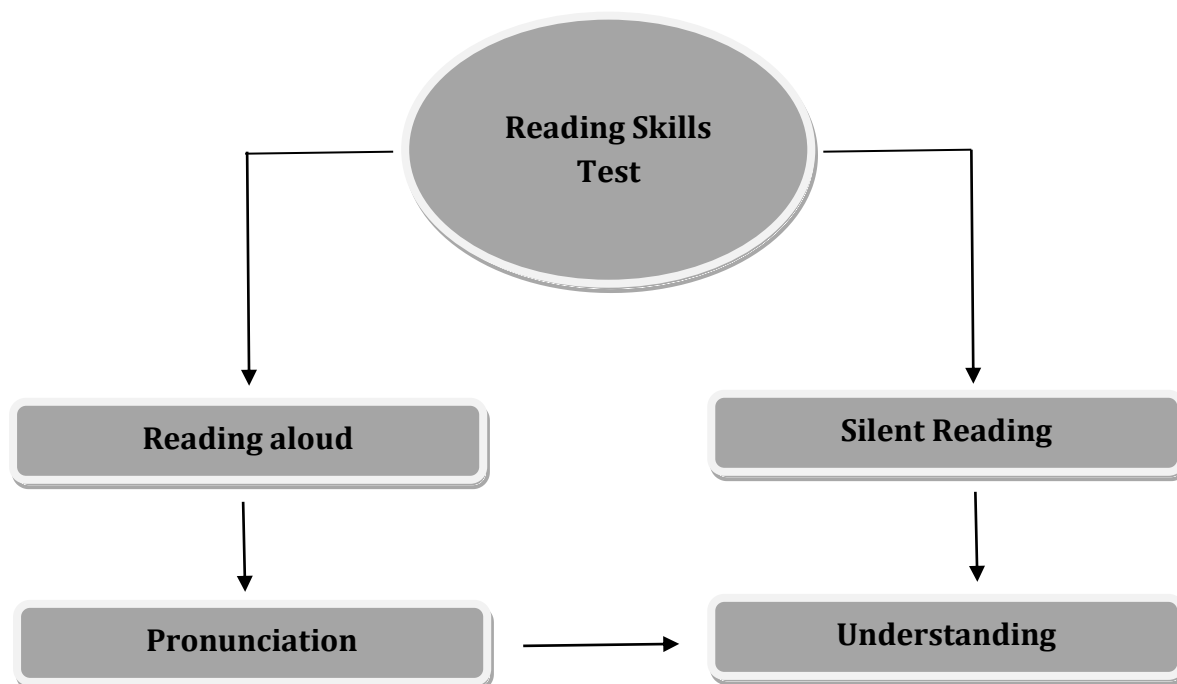 Reading Skills
Test
Reading aloud
Silent Reading
Pronunciation
Understanding